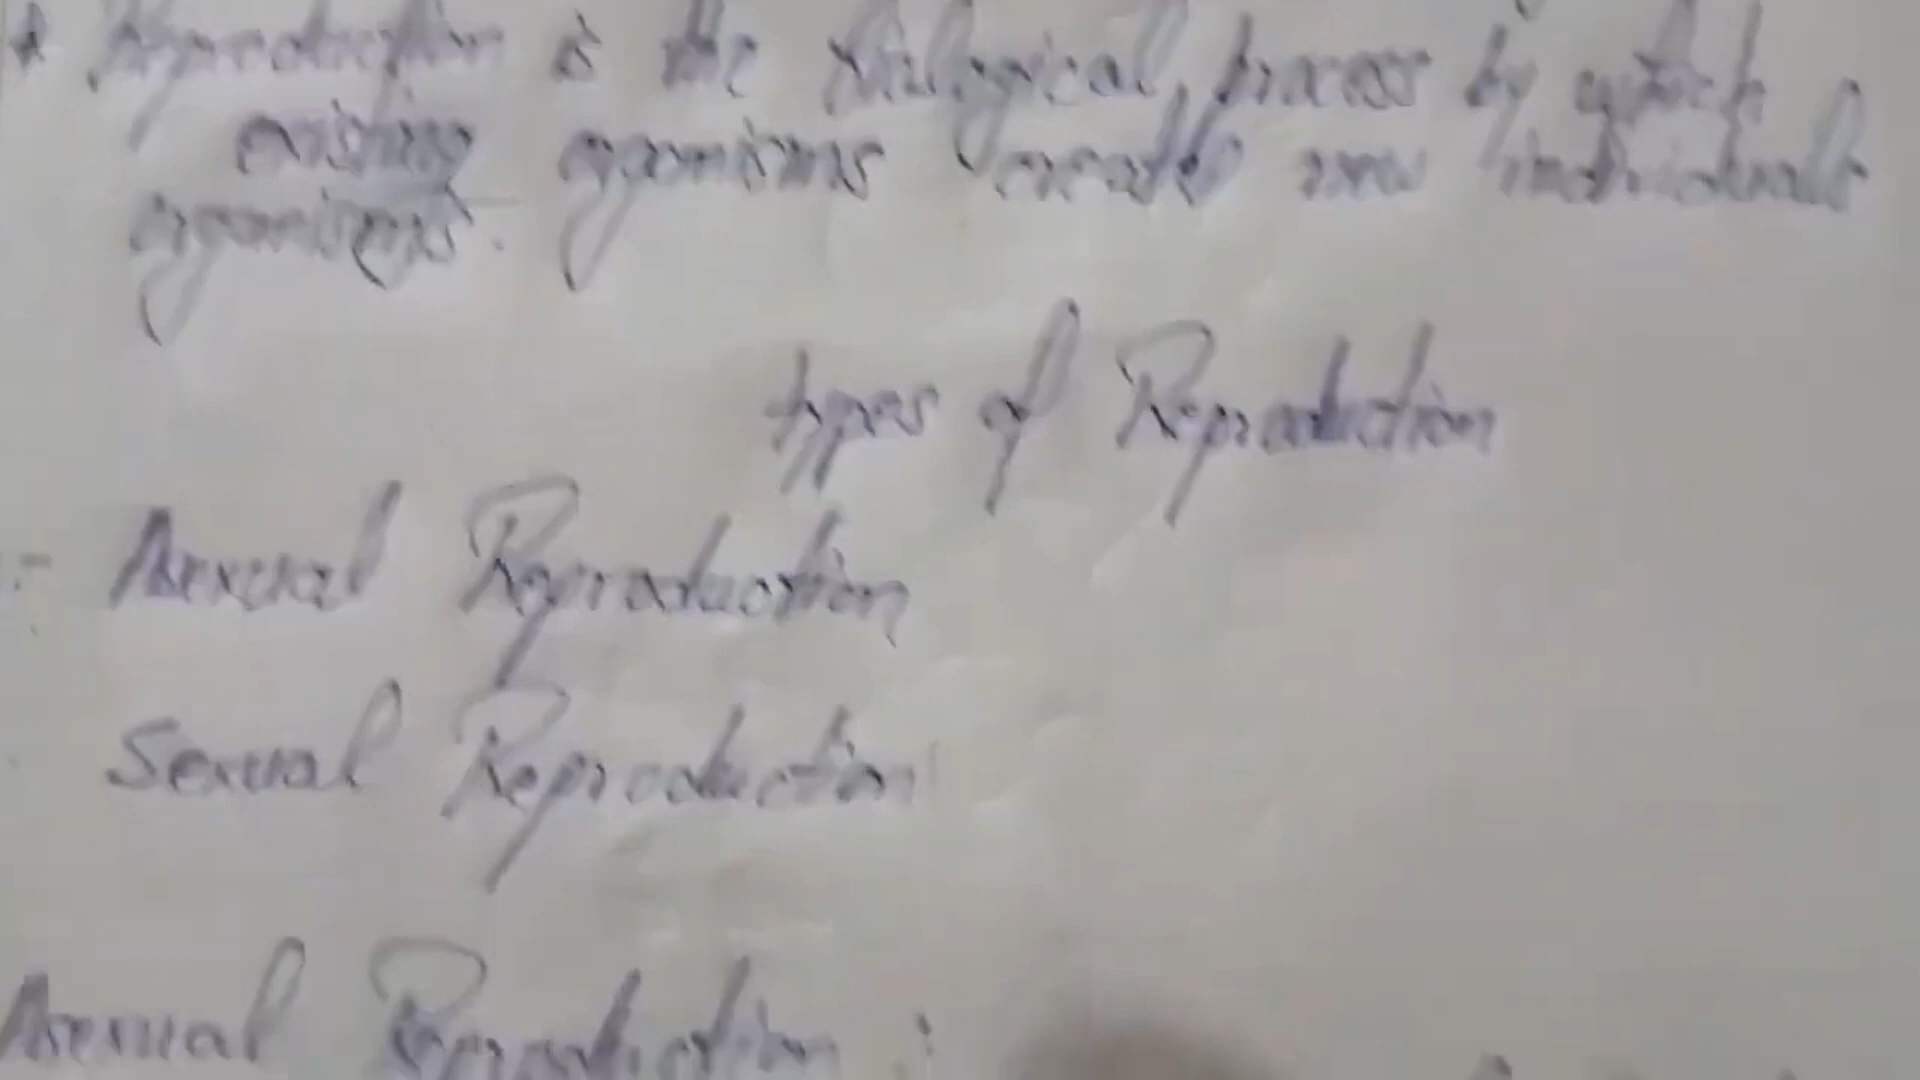 * Reproduction is the biological process by which
existing organisms create new individuals
organisms.
types of Reproduction
:- Asexual Reproduction
Sexual Reproduction
Asexual Reproduction :